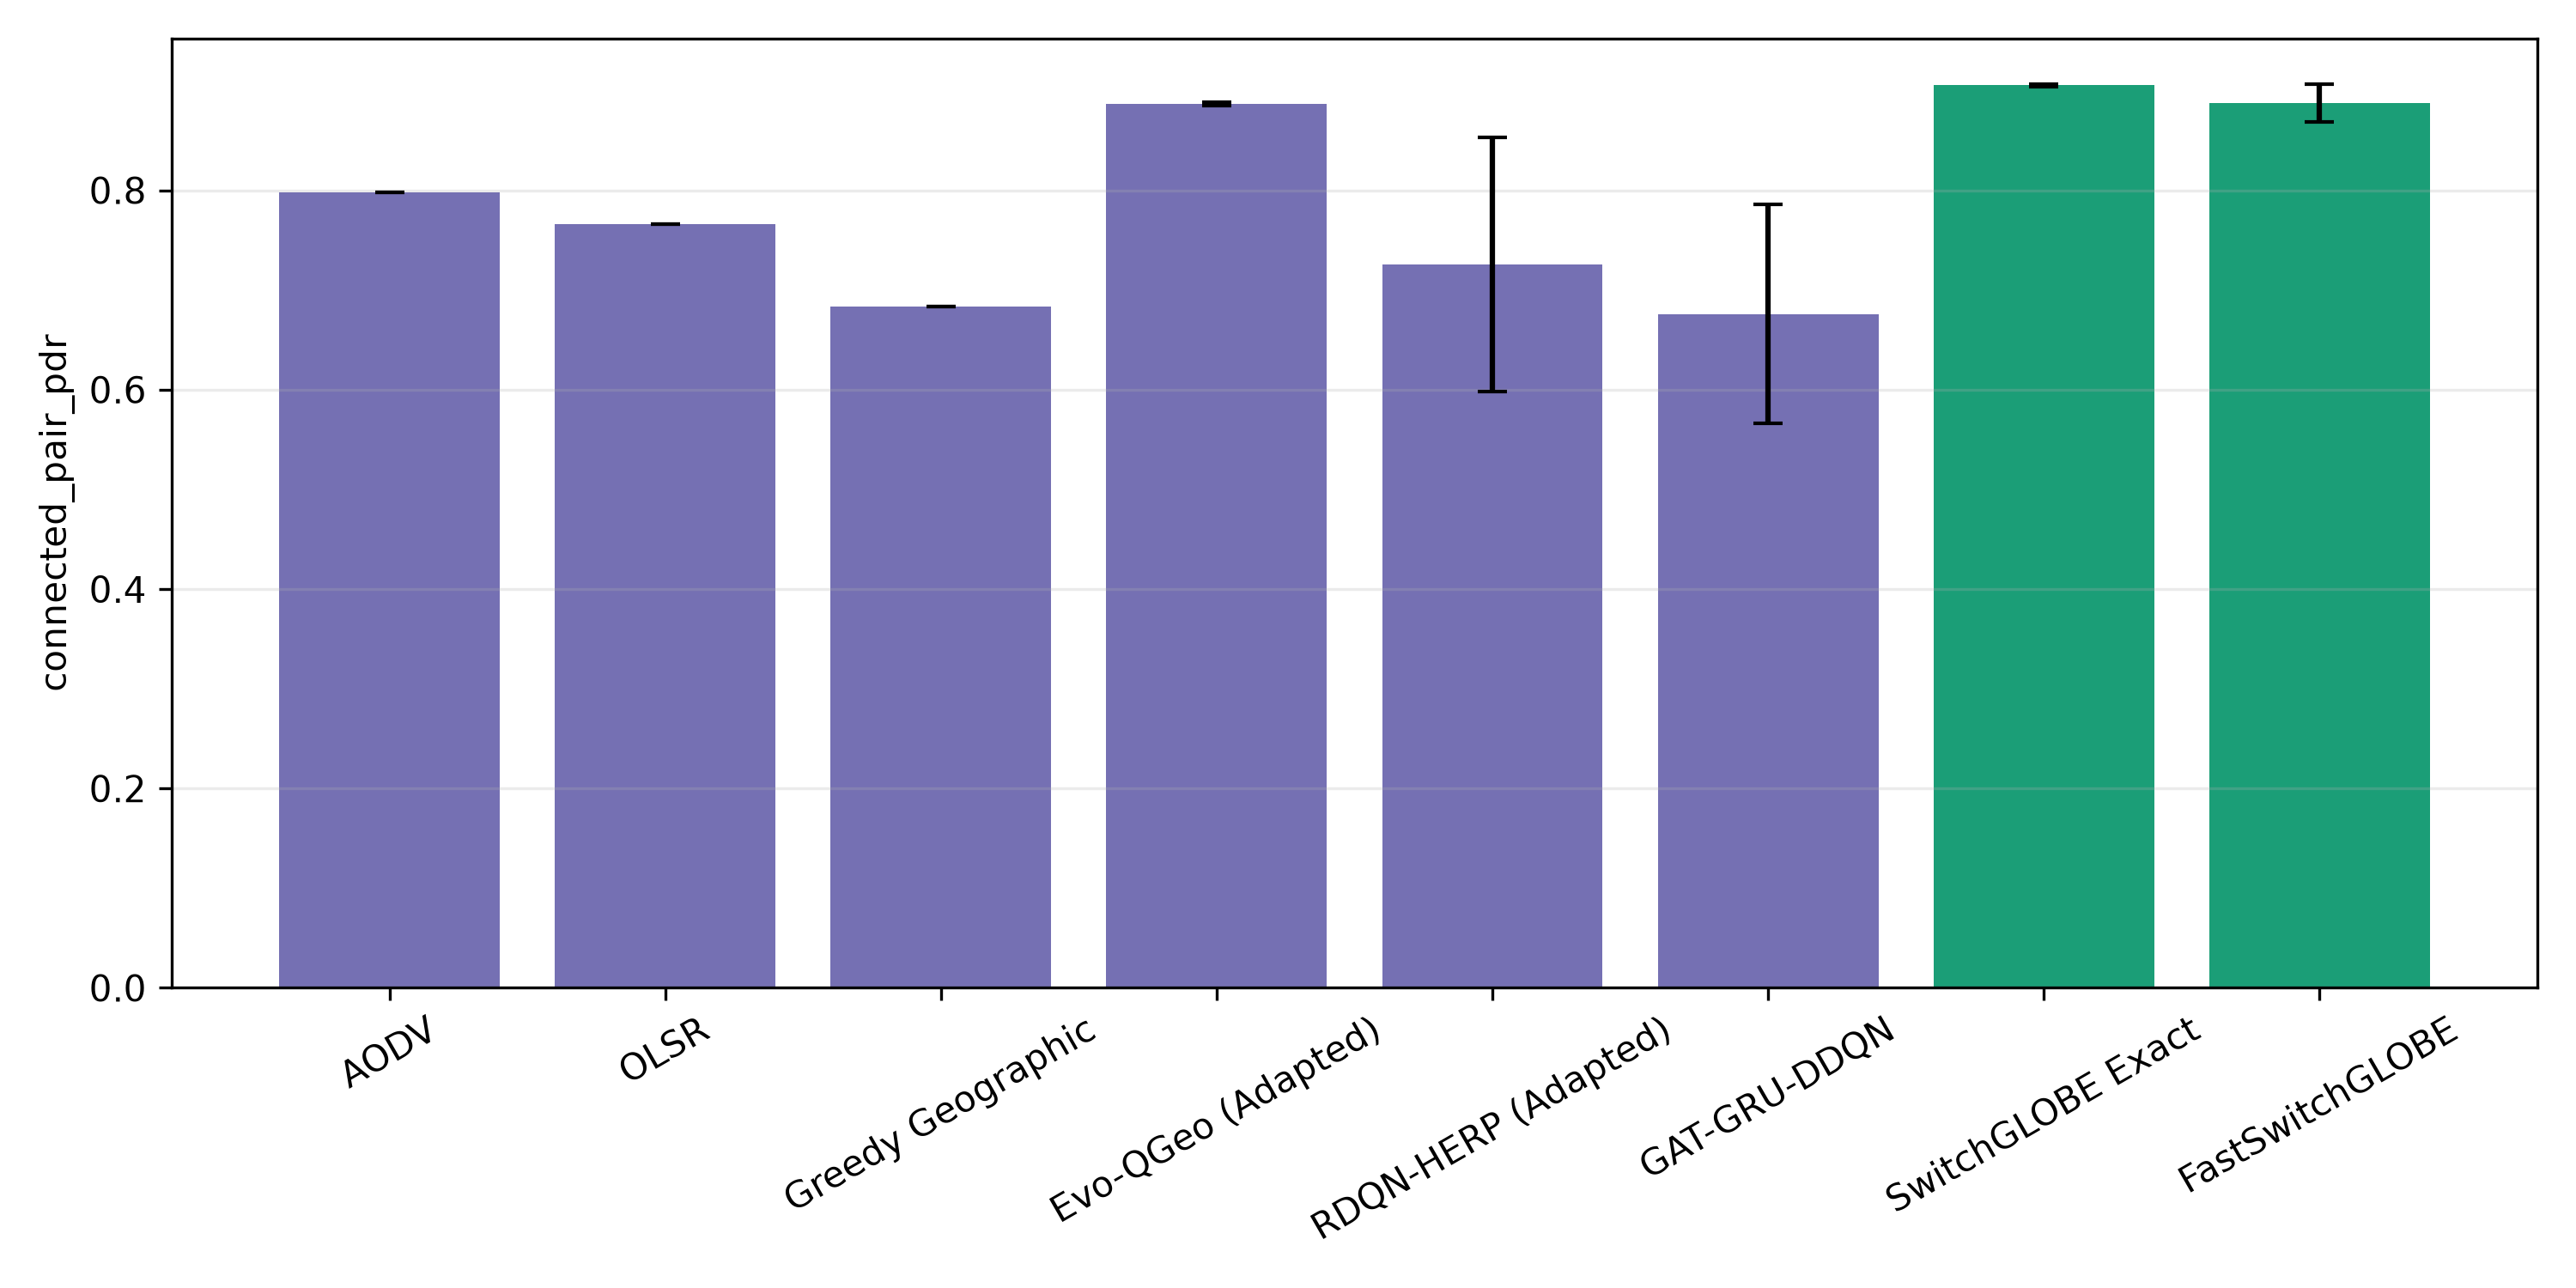 connected_pair_pdr
0.8
0.6
0.4
0.2
0.0
AODV
OLSR
Greedy Geographic
Evo-QGeo (Adapted)
RDQN-HERP (Adapted)
GAT-GRU-DDQN
SwitchGLOBE Exact
FastSwitchGLOBE